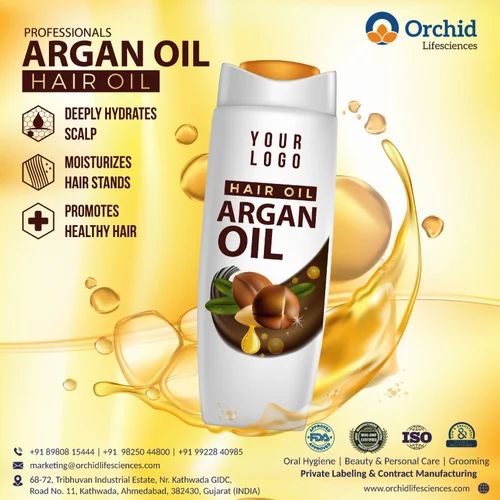 PROFESSIONALS
ARGAN OIL
HAIR OIL
Orchid
Lifesciences
DEEPLY HYDRATES
SCALP
MOISTURIZES
HAIR STANDS
PROMOTES
HEALTHY HAIR
YOUR
LOGO
HAIR OIL
ARGAN
OIL
+91 89808 15444 | +91 98250 44800 | +91 99228 40985
marketing@orchidlifesciences.com
68-72, Tribhuvan Industrial Estate, Nr. Kathwada GIDC,
Road No. 11, Kathwada, Ahmedabad, 382430, Gujarat (INDIA)
FDA
ISO
Oral Hygiene | Beauty & Personal Care | Grooming
Private Labeling & Contract Manufacturing
www.orchidlifesciences.com